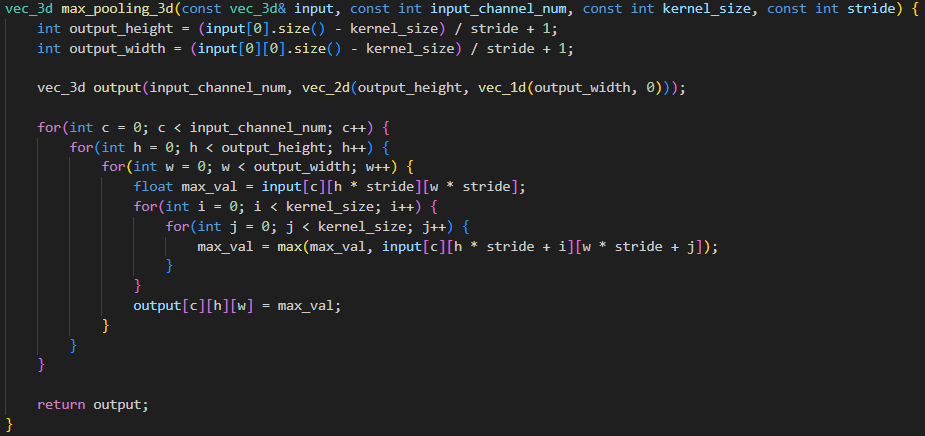 vec_3d max_pooling_3d(const vec_3d& input, const int input_channel_num, const int kernel_size, const int stride) {
    int output_height = (input[0].size() - kernel_size) / stride + 1;
    int output_width = (input[0][0].size() - kernel_size) / stride + 1;

    vec_3d output(input_channel_num, vec_2d(output_height, vec_1d(output_width, 0)));

    for(int c = 0; c < input_channel_num; c++) {
        for(int h = 0; h < output_height; h++) {
            for(int w = 0; w < output_width; w++) {
                float max_val = input[c][h * stride][w * stride];
                for(int i = 0; i < kernel_size; i++) {
                    for(int j = 0; j < kernel_size; j++) {
                        max_val = max(max_val, input[c][h * stride + i][w * stride + j]);
                    }
                }
                output[c][h][w] = max_val;
            }
        }
    }

    return output;
}